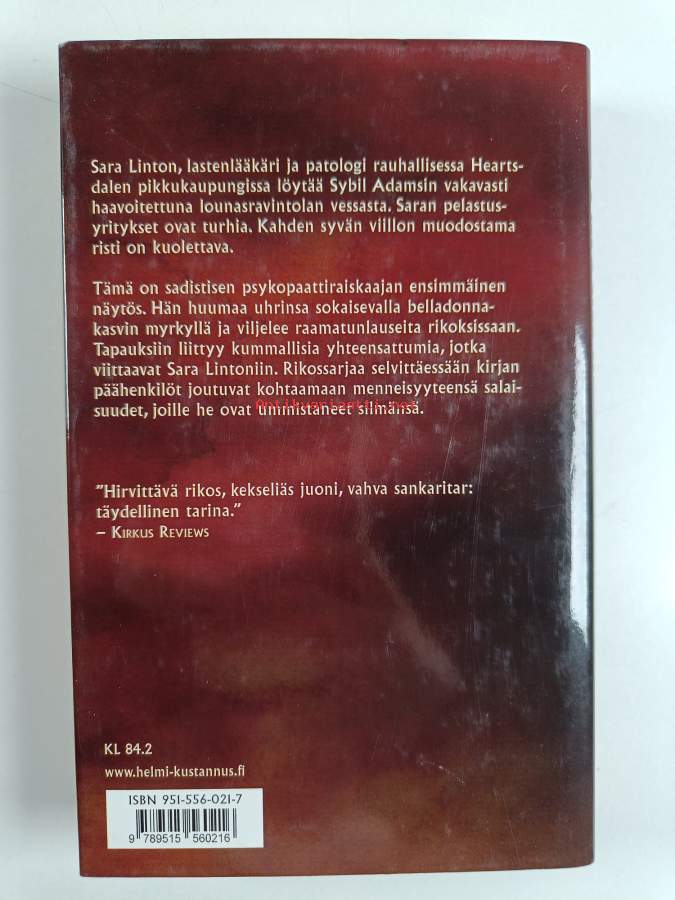 Sara Linton, lastenlääkäri ja patologi rauhallisessa Hearts-
dalen pikkukaupungissa löytää Sybil Adamsin vakavasti
haavoitettuna lounasravintolan vessasta. Saran pelastus-
yritykset ovat turhia. Kahden syvän viillon muodostama
risti on kuolettava.
Tämä on sadistisen psykopaattiraiskaajan ensimmäinen
näytös. Hän huumaa uhrinsa sokaisevalla belladonna-
kasvin myrkyllä ja viljelee raamatunlauseita rikoksissaan.
Tapauksiin liittyy kummallisia yhteensattumia, jotka
viittaavat Sara Lintoniin. Rikossarjaa selvittäessään kirjan
päähenkilöt joutuvat kohtaamaan menneisyyteensä salai-
suudet, joille he ovat ummistaneet silmänsä.
Antikvariaatti.net
"Hirvittävä rikos, kekseliäs juoni, vahva sankaritar:
täydellinen tarina."
– Kirkus Reviews
KL 84.2
www.helmi-kustannus.fi
ISBN 951-556-021-7
9 789515 560216